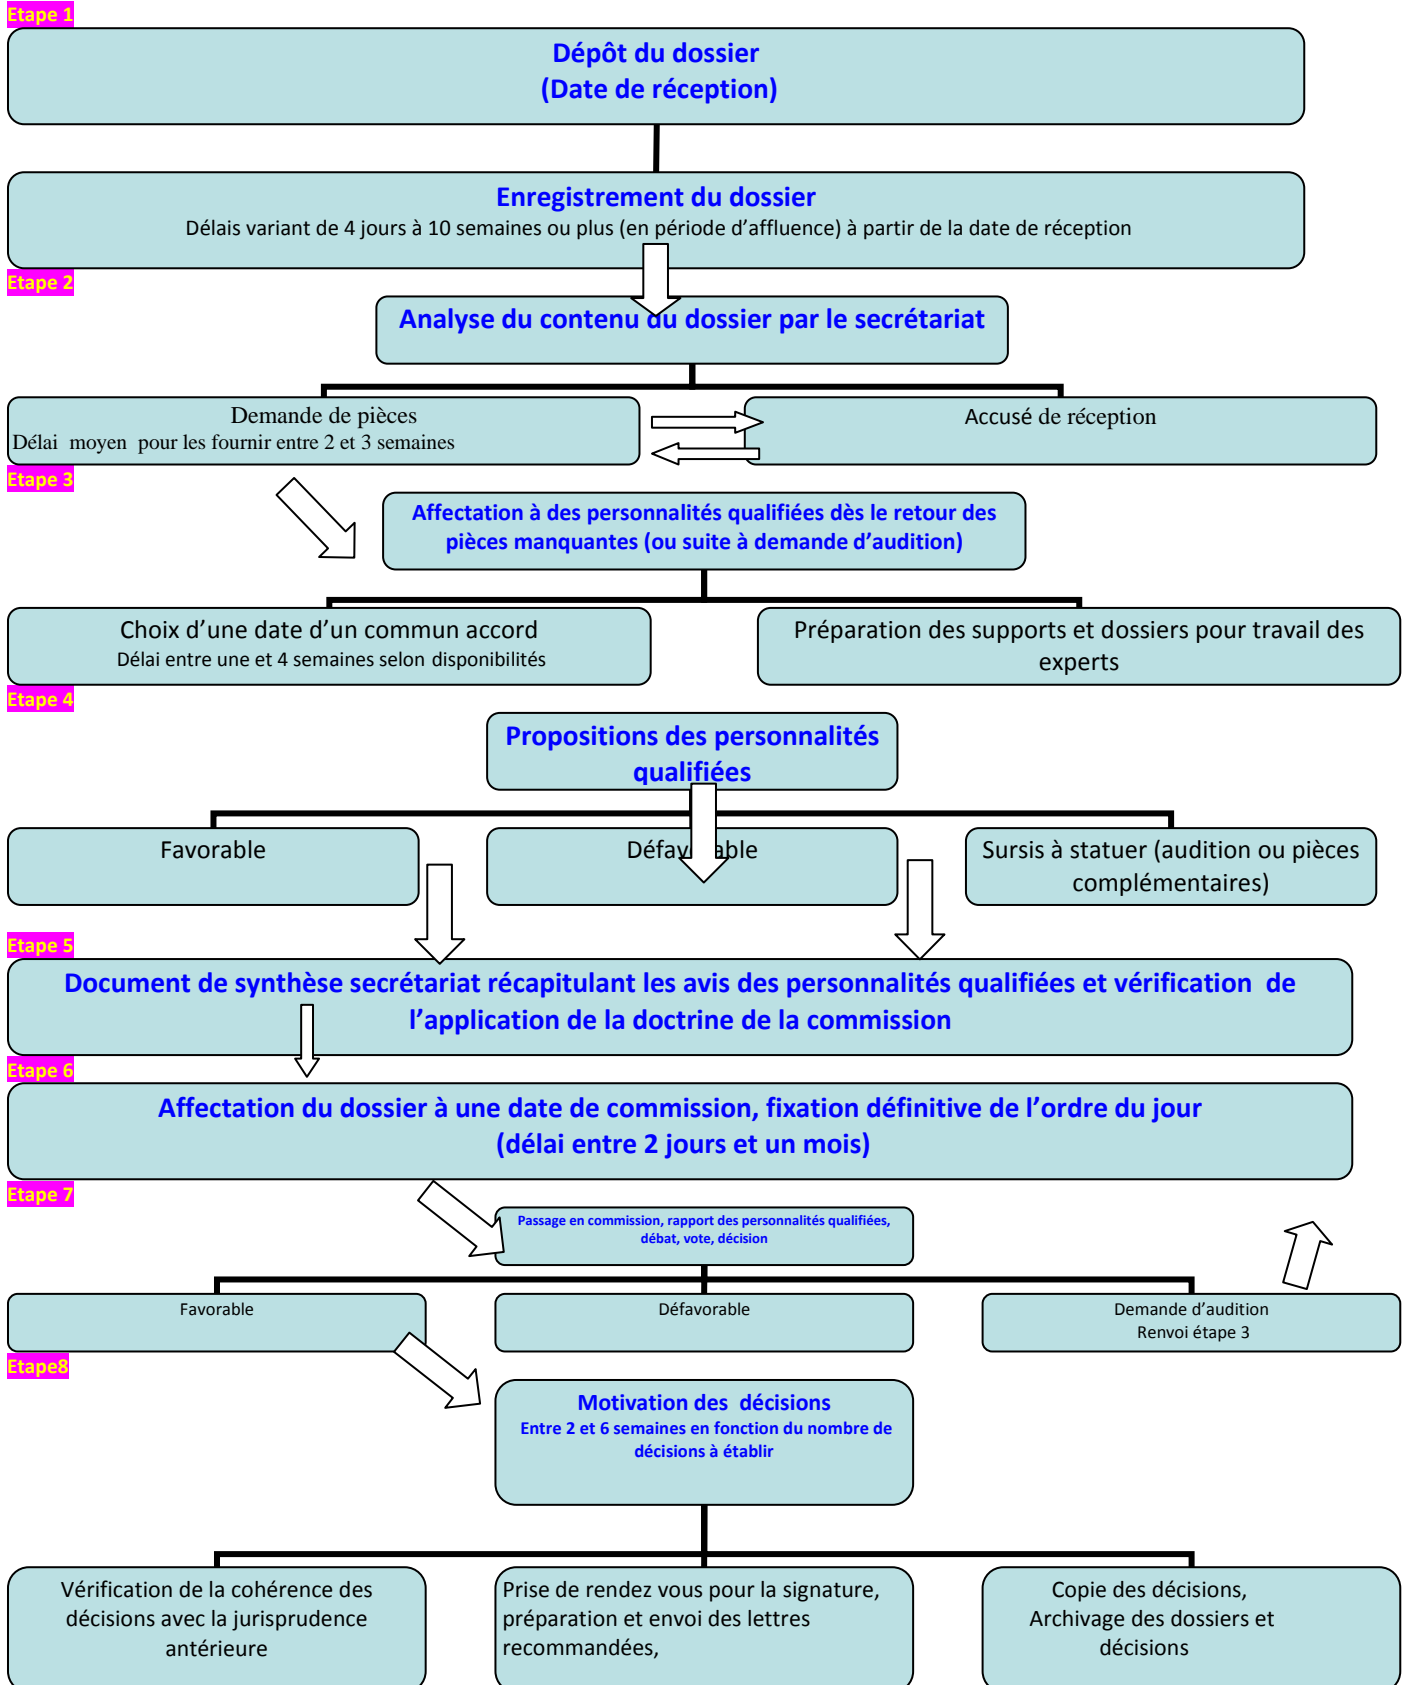 Etape 1
Dépôt du dossier
(Date de réception)
Enregistrement du dossier
Délais variant de 4 jours à 10 semaines ou plus (en période d’affluence) à partir de la date de réception
Etape 2
Analyse du contenu du dossier par le secrétariat
Demande de pièces
Délai moyen pour les fournir entre 2 et 3 semaines
Accusé de réception
Etape 3
Affectation à des personnalités qualifiées dès le retour des
pièces manquantes (ou suite à demande d’audition)
Choix d’une date d’un commun accord
Délai entre une et 4 semaines selon disponibilités
Préparation des supports et dossiers pour travail des
experts
Etape 4
Propositions des personnalités
qualifiées
Favorable
Défavorable
Sursis à statuer (audition ou pièces
complémentaires)
Etape 5
Document de synthèse secrétariat récapitulant les avis des personnalités qualifiées et vérification de
l’application de la doctrine de la commission
Etape 6
Affectation du dossier à une date de commission, fixation définitive de l’ordre du jour
(délai entre 2 jours et un mois)
Etape 7
Passage en commission, rapport des personnalités qualifiées,
débat, vote, décision
Favorable
Défavorable
Demande d’audition
Renvoi étape 3
Etape8
Motivation des décisions
Entre 2 et 6 semaines en fonction du nombre de
décisions à établir
Vérification de la cohérence des
décisions avec la jurisprudence
antérieure
Prise de rendez vous pour la signature,
préparation et envoi des lettres
recommandées,
Copie des décisions,
Archivage des dossiers et
décisions